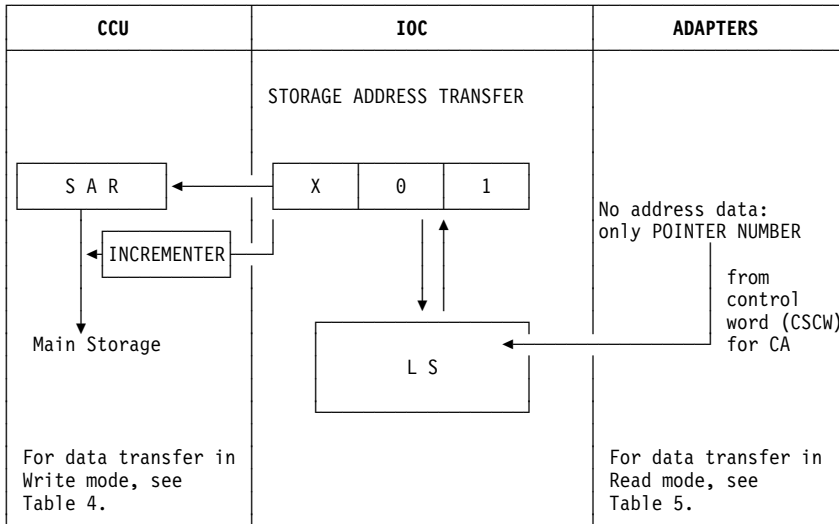 CCU IOC ADAPTERS
STORAGE ADDRESS TRANSFER
S A R X 0 1
No address data:
only POINTER NUMBER
INCREMENTER
from
control
word (CSCW)
for CA
Main Storage
L S
For data transfer in
Write mode, see
Table 4.
For data transfer in
Read mode, see
Table 5.